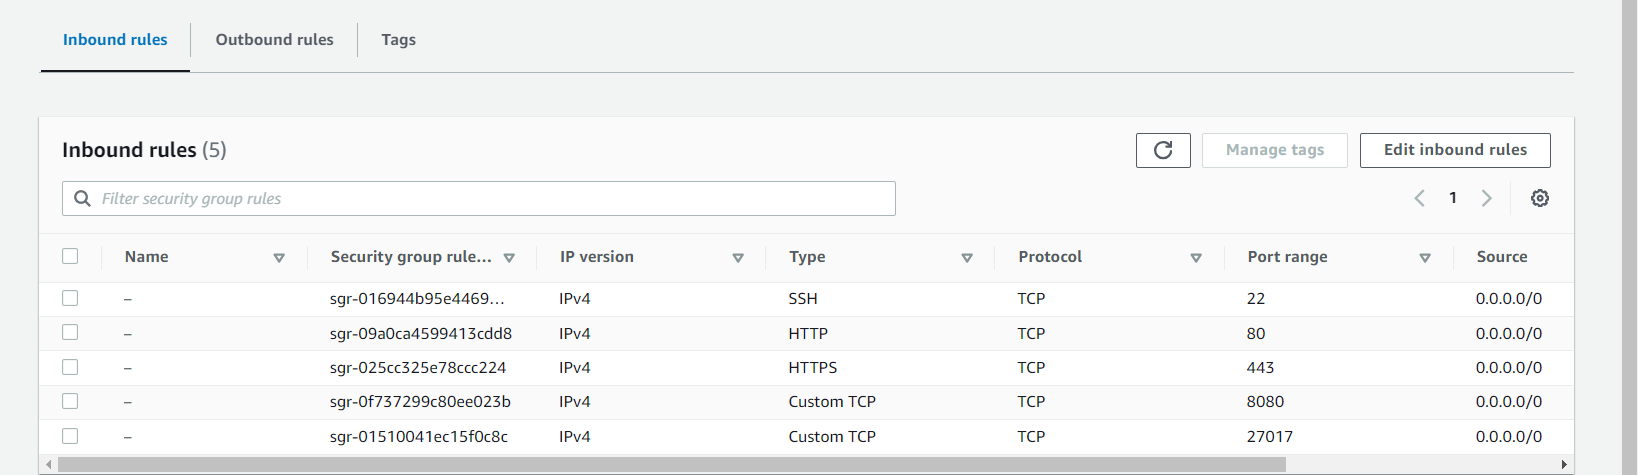 Inbound rules Outbound rules Tags
Inbound rules (5)
Manage tags Edit inbound rules
Filter security group rules
1
Name Security group rule... IP version Type Protocol Port range Source
– sgr-016944b95e4469... IPv4 SSH TCP 22 0.0.0.0/0
– sgr-09a0ca4599413cdd8 IPv4 HTTP TCP 80 0.0.0.0/0
– sgr-025cc325e78ccc224 IPv4 HTTPS TCP 443 0.0.0.0/0
– sgr-0f737299c80ee023b IPv4 Custom TCP TCP 8080 0.0.0.0/0
– sgr-01510041ec15f0c8c IPv4 Custom TCP TCP 27017 0.0.0.0/0